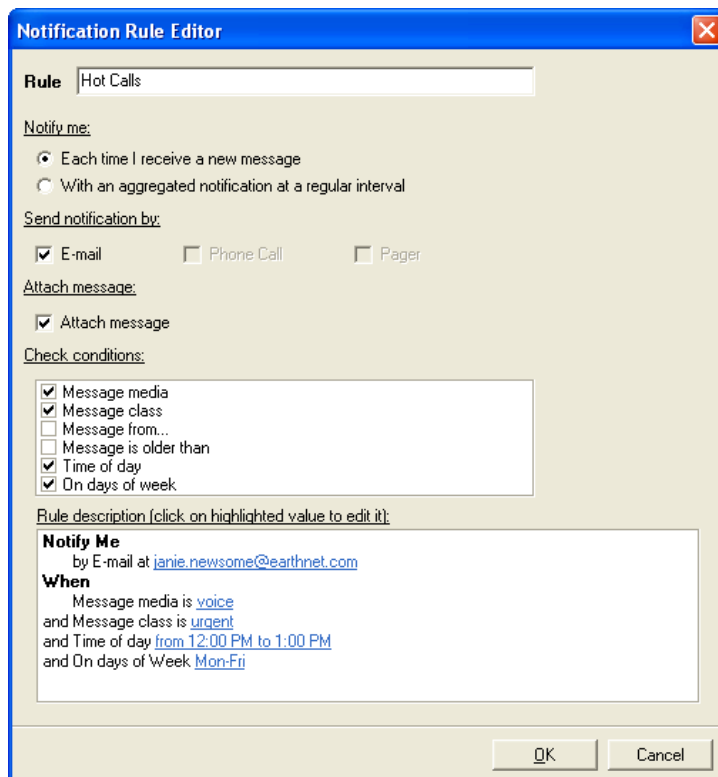 Notification Rule Editor
Rule Hot Calls
Notify me:
Each time I receive a new message
With an aggregated notification at a regular interval
Send notification by:
E-mail Phone Call Pager
Attach message:
Attach message
Check conditions:
Message media
Message class
Message from...
Message is older than
Time of day
On days of week
Rule description (click on highlighted value to edit it):
Notify Me
by E-mail at janie.newsome@earthnet.com
When
Message media is voice
and Message class is urgent
and Time of day from 12:00 PM to 1:00 PM
and On days of Week Mon-Fri
OK Cancel